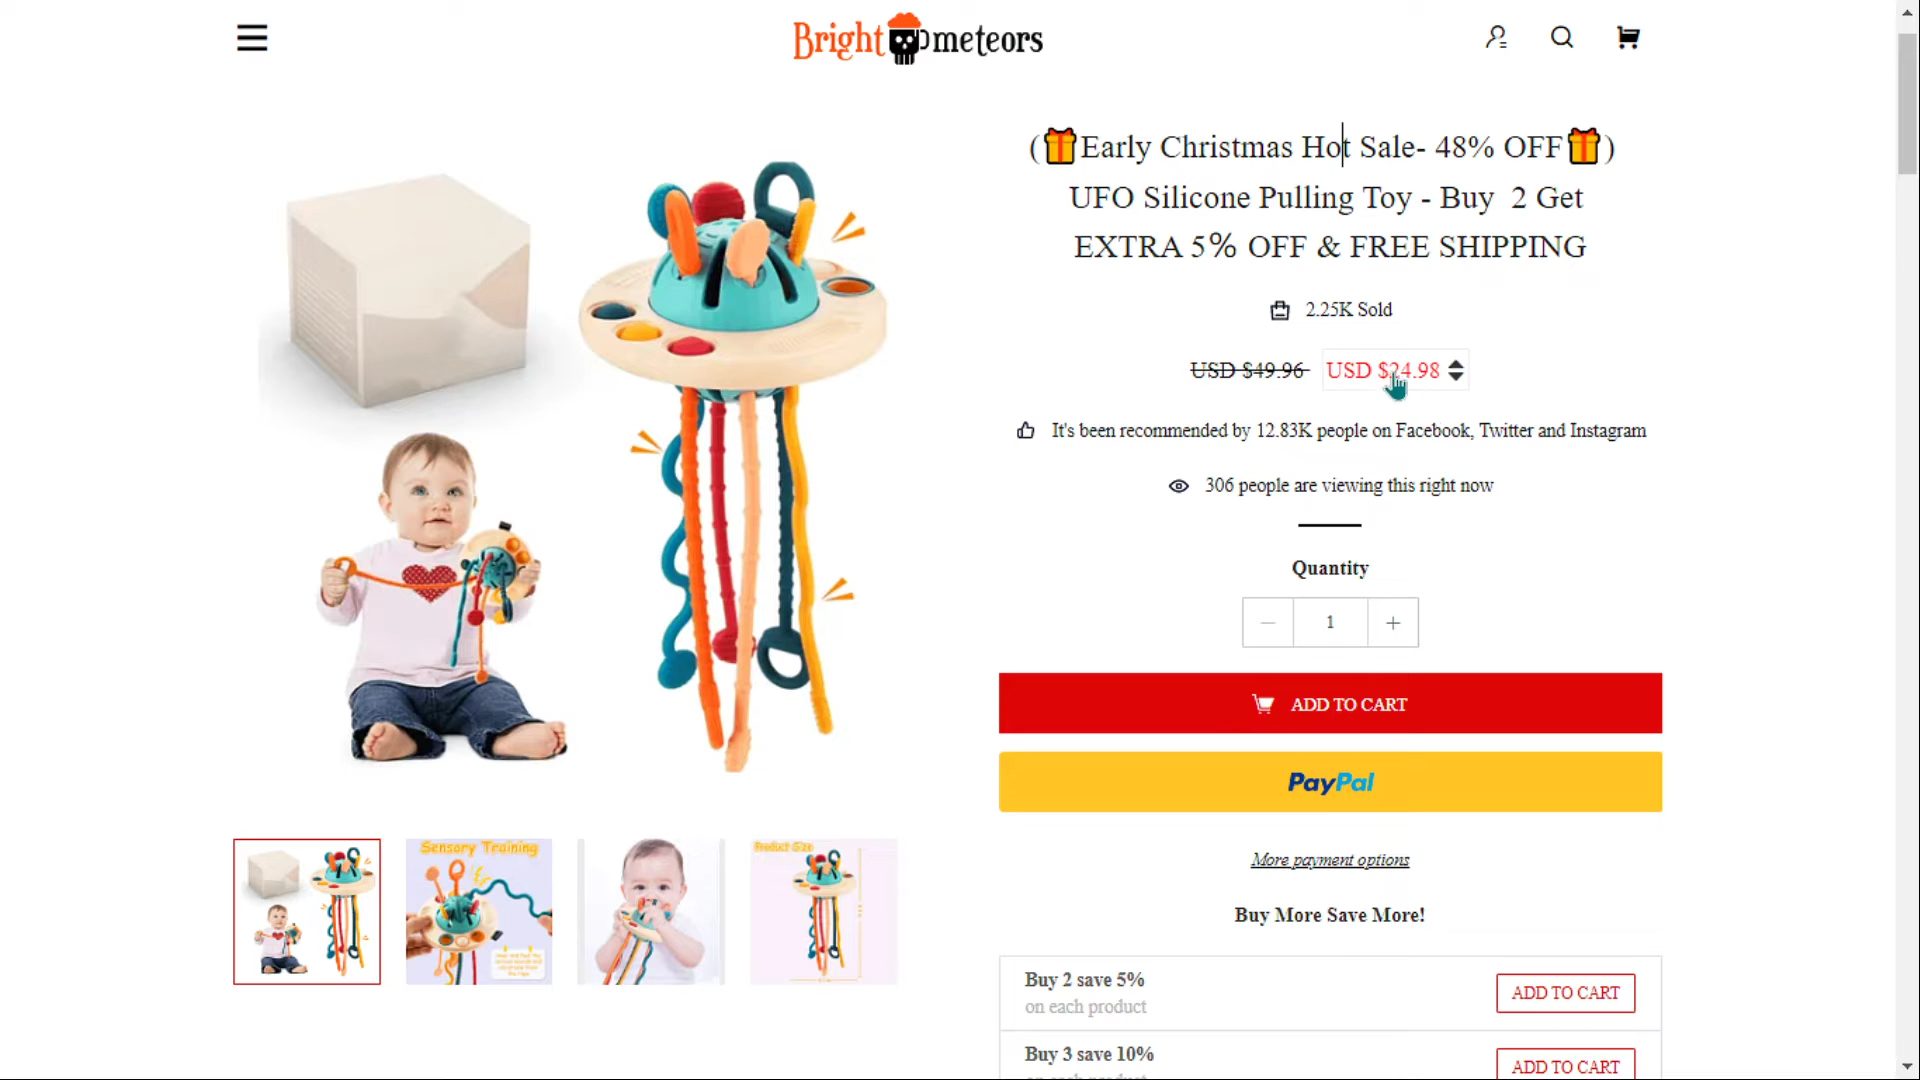 Bright meteors
(🎁Early Christmas Hot Sale- 48% OFF🎁)
UFO Silicone Pulling Toy - Buy 2 Get
EXTRA 5% OFF & FREE SHIPPING
2.25K Sold
USD $49.96 USD $24.98
It's been recommended by 12.83K people on Facebook, Twitter and Instagram
306 people are viewing this right now
Quantity
1
ADD TO CART
PayPal
More payment options
Buy More Save More!
Sensory Training
Product Size
Buy 2 save 5%
on each product
ADD TO CART
Buy 3 save 10%
ADD TO CART